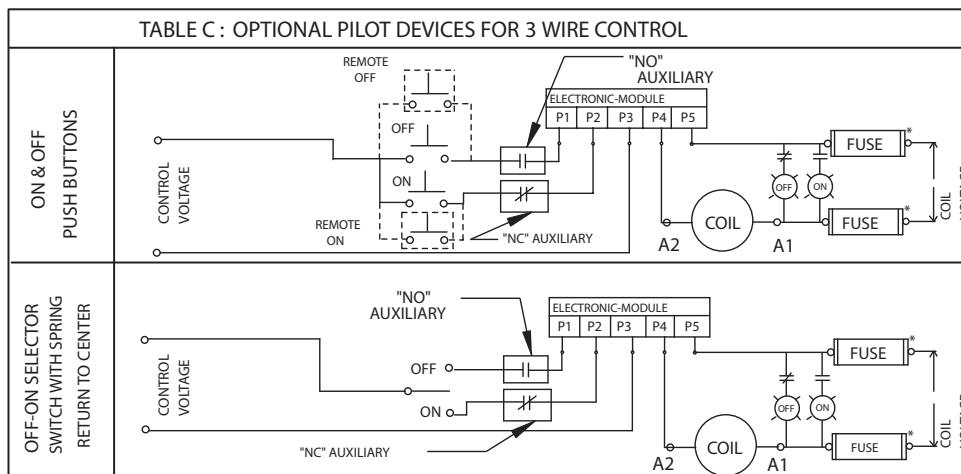 TABLE C : OPTIONAL PILOT DEVICES FOR 3 WIRE CONTROL
ON & OFF
PUSH BUTTONS
CONTROL
VOLTAGE
REMOTE
OFF
OFF
ON
REMOTE
ON
"NO"
AUXILIARY
"NC" AUXILIARY
ELECTRONIC-MODULE
P1 P2 P3 P4 P5
FUSE *
OFF ON
COIL
A2 A1
FUSE *
COIL
OFF-ON SELECTOR
SWITCH WITH SPRING
RETURN TO CENTER
CONTROL
VOLTAGE
"NO"
AUXILIARY
OFF
ON
"NC" AUXILIARY
ELECTRONIC-MODULE
P1 P2 P3 P4 P5
FUSE *
OFF ON
COIL
A2 A1
FUSE *
COIL